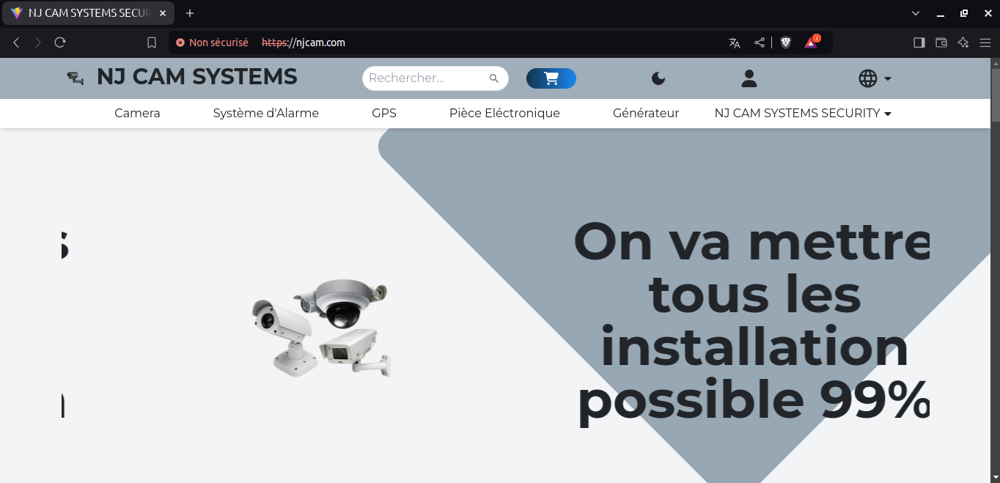 NJ CAM SYSTEMS SECUR
Non sécurisé https://njcam.com
1
NJ CAM SYSTEMS
Rechercher...
Camera Système d'Alarme GPS Pièce Eléctronique Générateur NJ CAM SYSTEMS SECURITY
On va mettre
tous les
installation
possible 99%